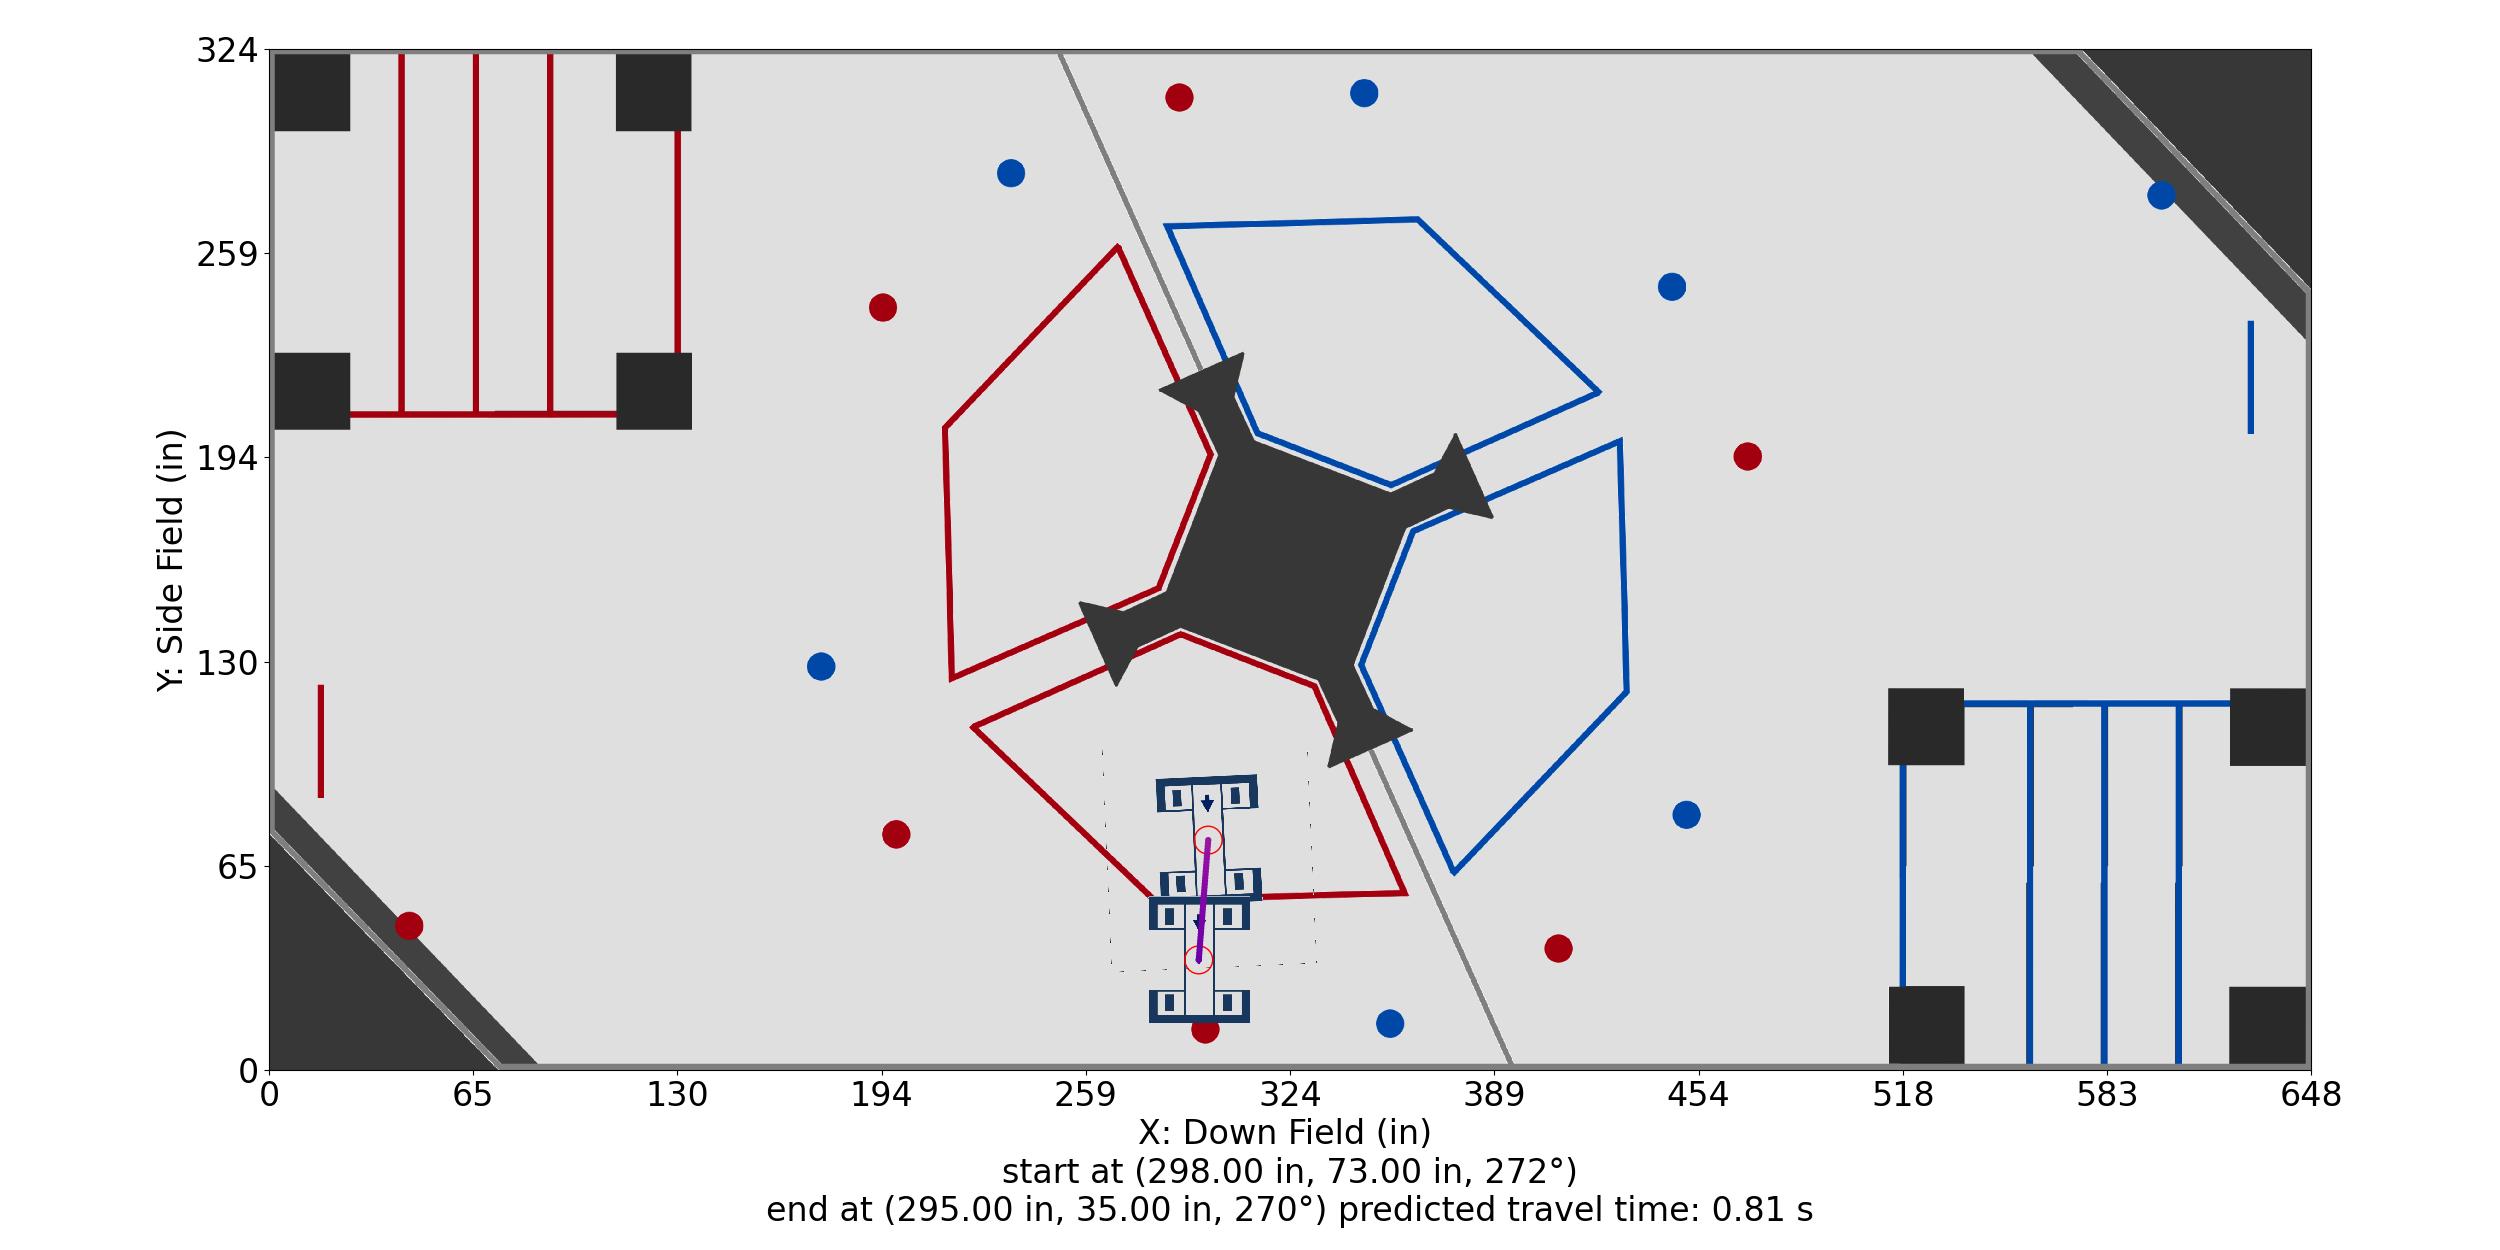 324
259
194
130
65
0
Y: Side Field (in)
0 65 130 194 259 324 389 454 518 583 648
X: Down Field (in)
start at (298.00 in, 73.00 in, 272°)
end at (295.00 in, 35.00 in, 270°) predicted travel time: 0.81 s